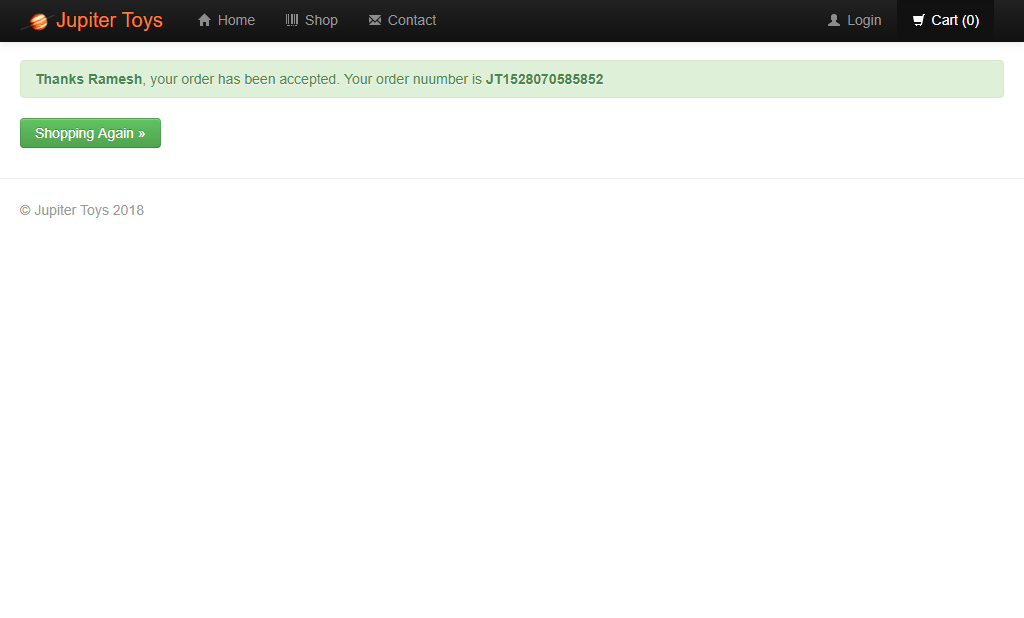 Jupiter Toys Home Shop Contact Login Cart (0)
Thanks Ramesh, your order has been accepted. Your order nuumber is JT1528070585852
Shopping Again »
© Jupiter Toys 2018